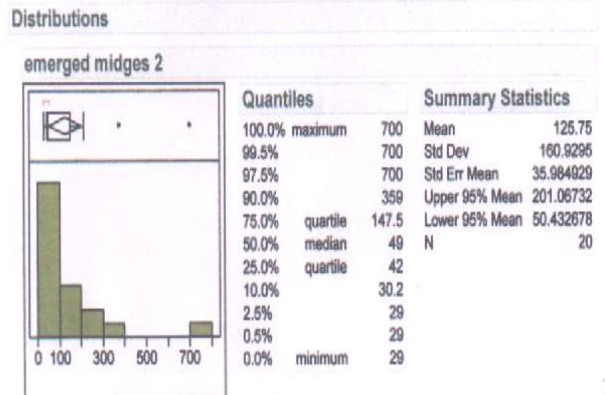 Distributions
emerged midges 2
0 100 300 500 700
Quantiles
100.0% maximum 700
99.5% 700
97.5% 700
90.0% 359
75.0% quartile 147.5
50.0% median 49
25.0% quartile 42
10.0% 30.2
2.5% 29
0.5% 29
0.0% minimum 29
Summary Statistics
Mean 125.75
Std Dev 160.9295
Std Err Mean 35.984929
Upper 95% Mean 201.06732
Lower 95% Mean 50.432678
N 20